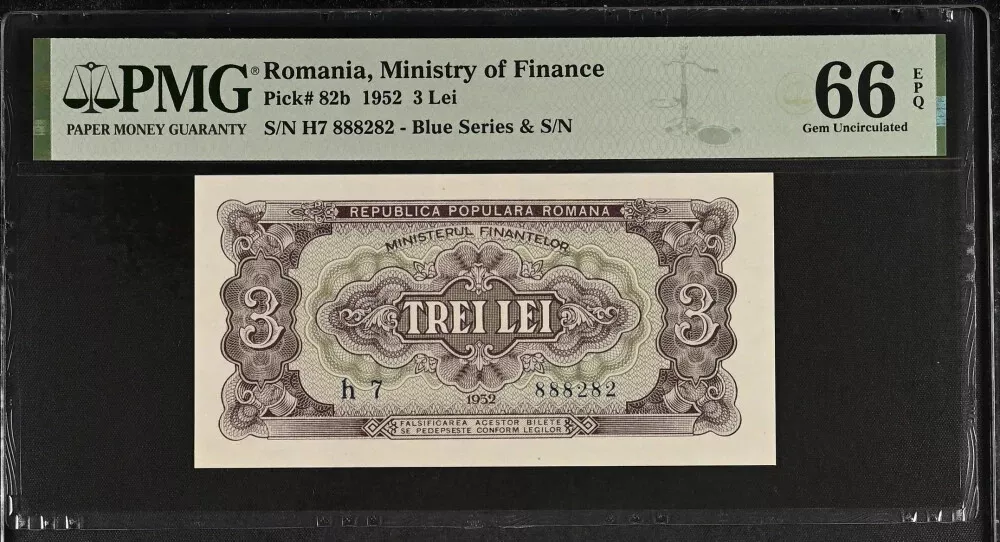 PMG®
PAPER MONEY GUARANTY
Romania, Ministry of Finance
Pick# 82b 1952 3 Lei
S/N H7 888282 - Blue Series & S/N
66 EPQ
Gem Uncirculated
REPUBLICA POPULARA ROMANA
MINISTERUL FINANTELOR
3 TREI LEI 3
h 7 888282
1952
FALSIFICAREA ACESTOR BILETE
SE PEDEPSESTE CONFORM LEGILOR